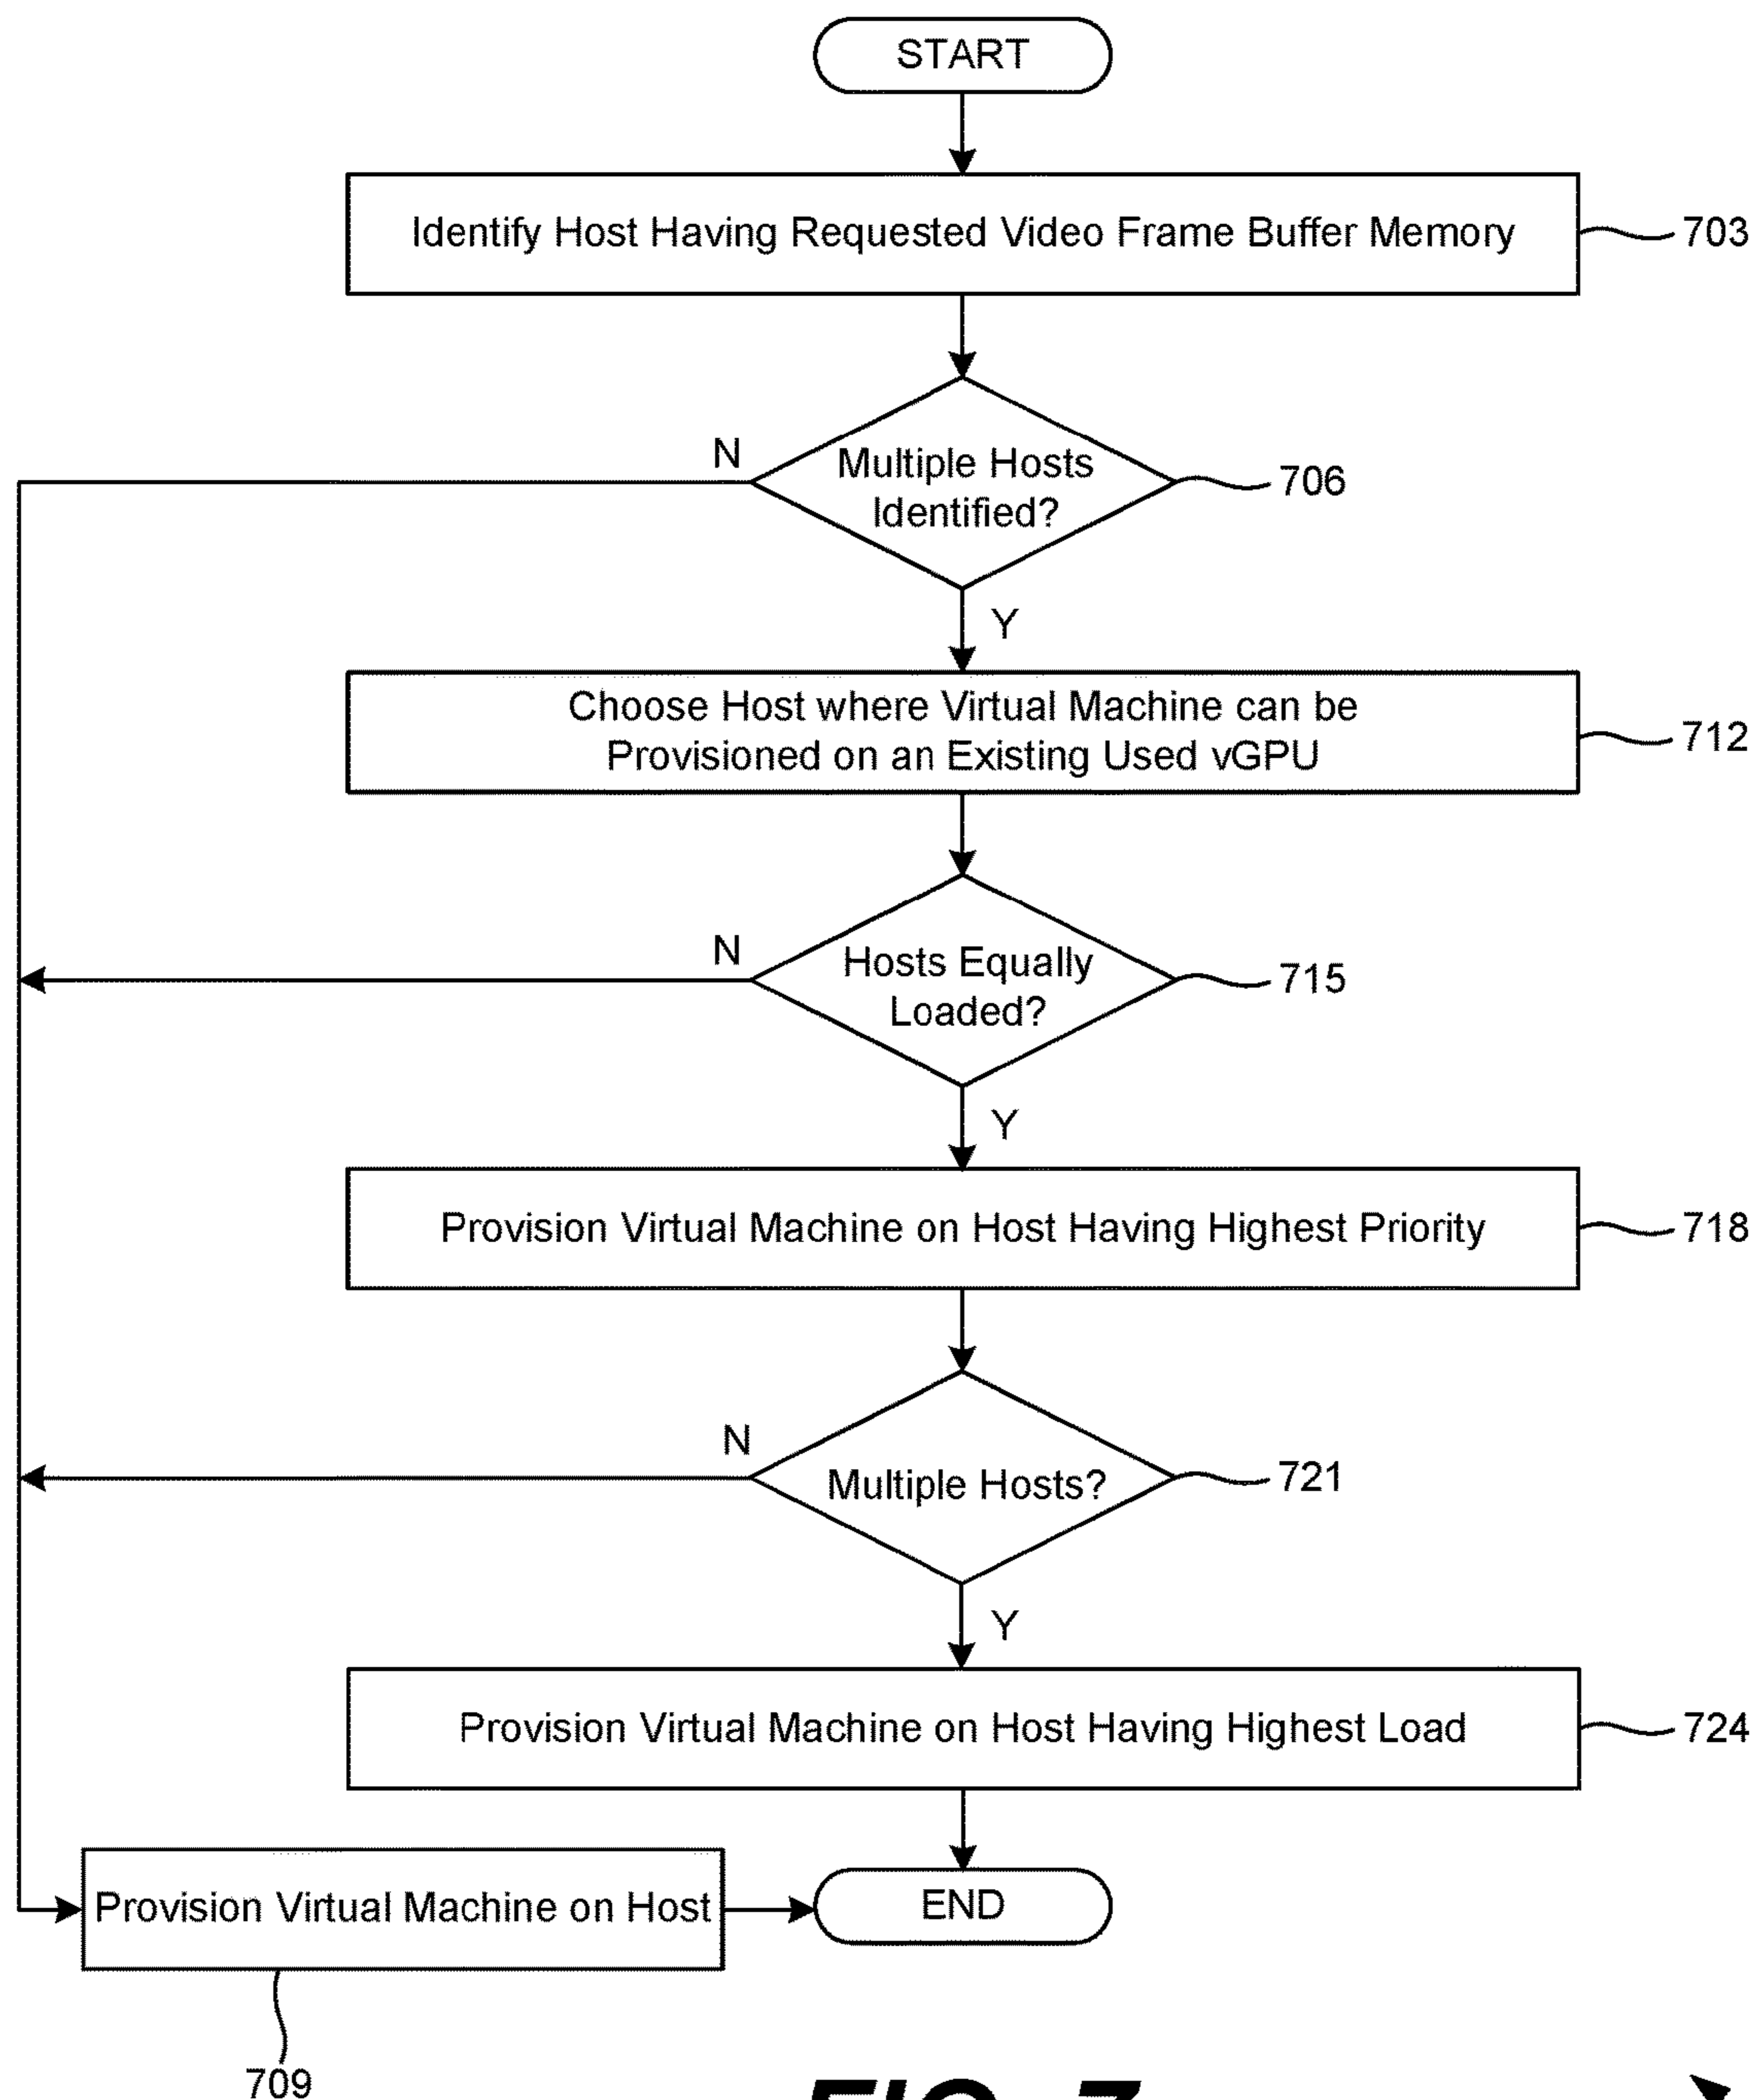 START
Identify Host Having Requested Video Frame Buffer Memory
703
N
Multiple Hosts
Identified?
706
Y
Choose Host where Virtual Machine can be
Provisioned on an Existing Used vGPU
712
N
Hosts Equally
Loaded?
715
Y
Provision Virtual Machine on Host Having Highest Priority
718
N
Multiple Hosts?
721
Y
Provision Virtual Machine on Host Having Highest Load
724
Provision Virtual Machine on Host
END
709
FIG. 7